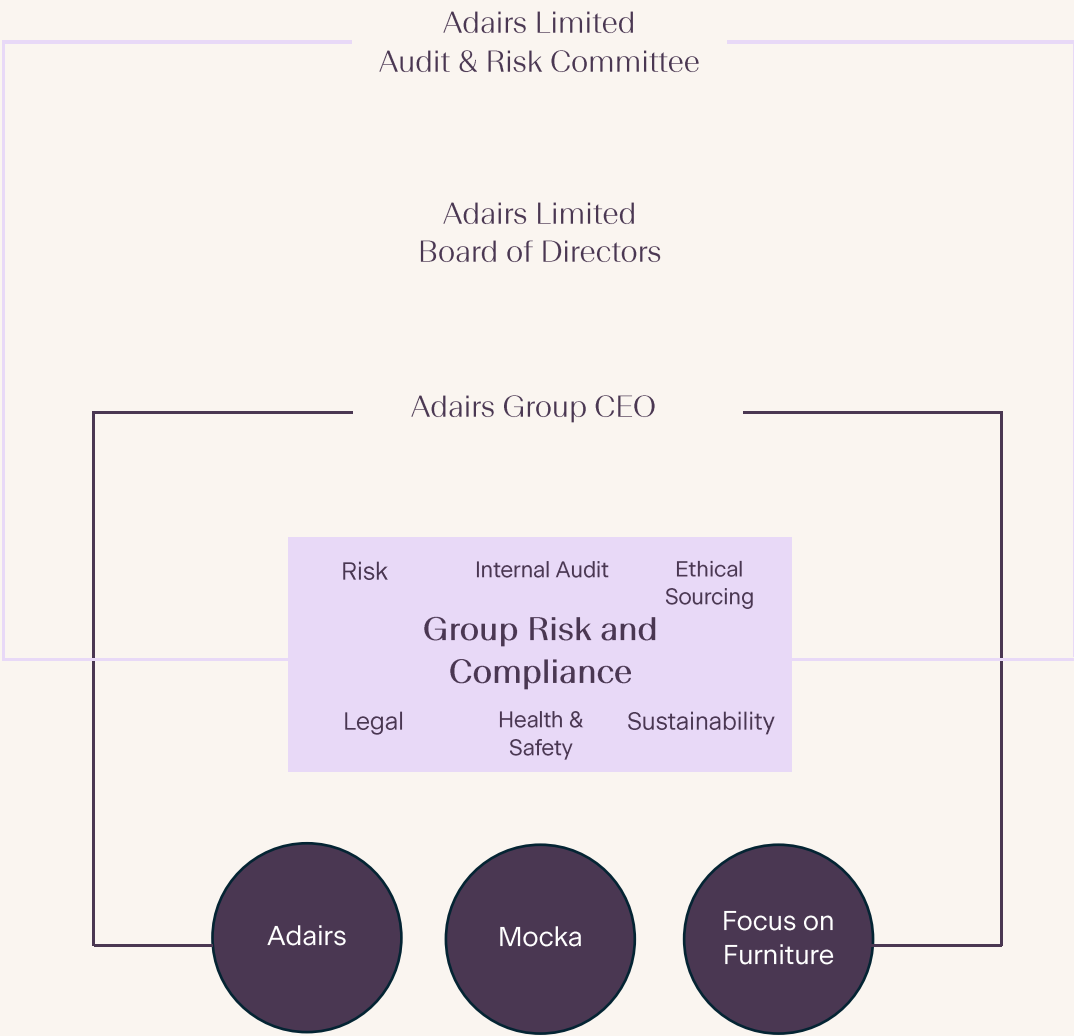 Adairs Limited
Audit & Risk Committee
Adairs Limited
Board of Directors
Adairs Group CEO
Risk
Internal Audit
Ethical
Sourcing
Group Risk and
Compliance
Legal
Health &
Safety
Sustainability
Adairs
Mocka
Focus on
Furniture